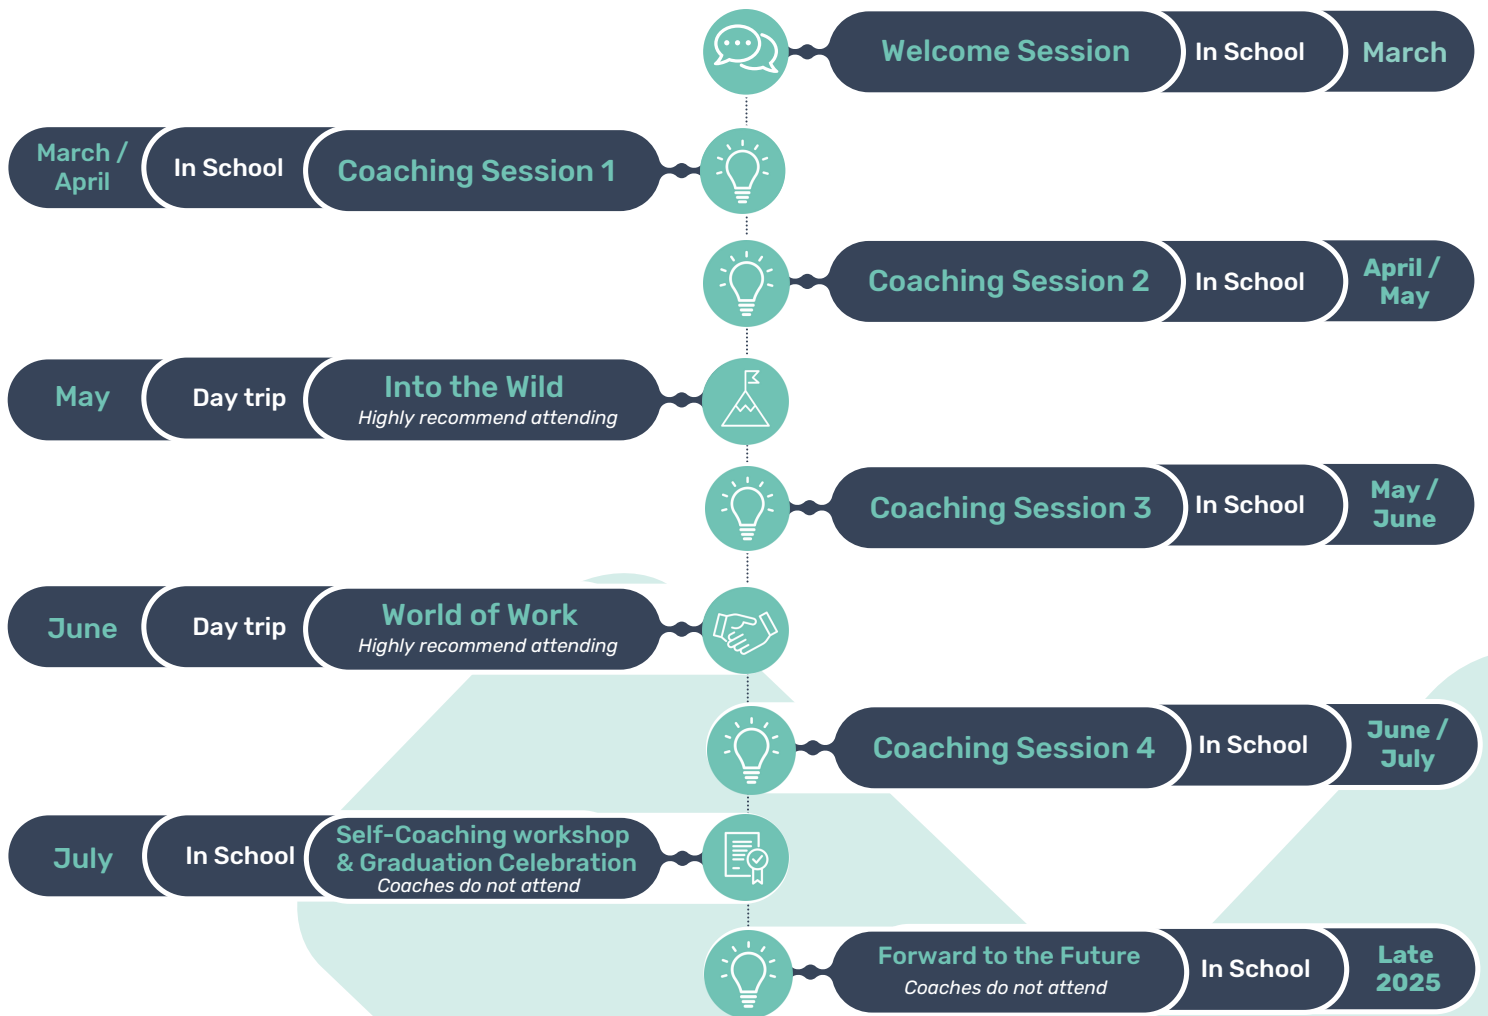 Welcome Session
In School
March
March /
April
In School
Coaching Session 1
Coaching Session 2
In School
April /
May
May
Day trip
Into the Wild
Highly recommend attending
Coaching Session 3
In School
May /
June
June
Day trip
World of Work
Highly recommend attending
Coaching Session 4
In School
June /
July
July
In School
Self-Coaching workshop
& Graduation Celebration
Coaches do not attend
Forward to the Future
Coaches do not attend
In School
Late
2025